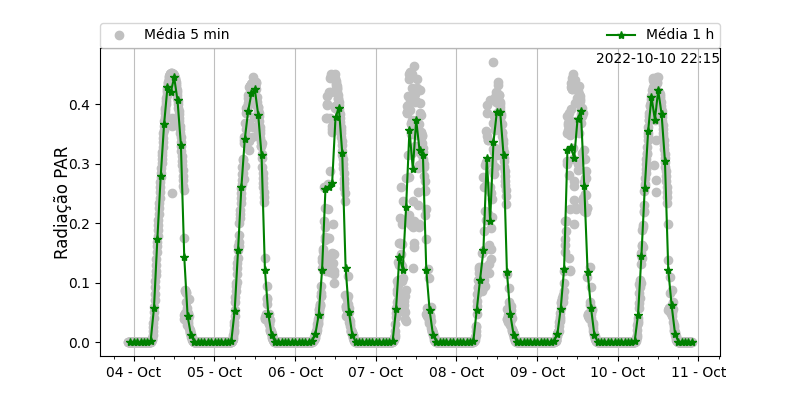 Média 5 min
Média 1 h
2022-10-10 22:15
Radiação PAR
0.4
0.3
0.2
0.1
0.0
04 - Oct
05 - Oct
06 - Oct
07 - Oct
08 - Oct
09 - Oct
10 - Oct
11 - Oct